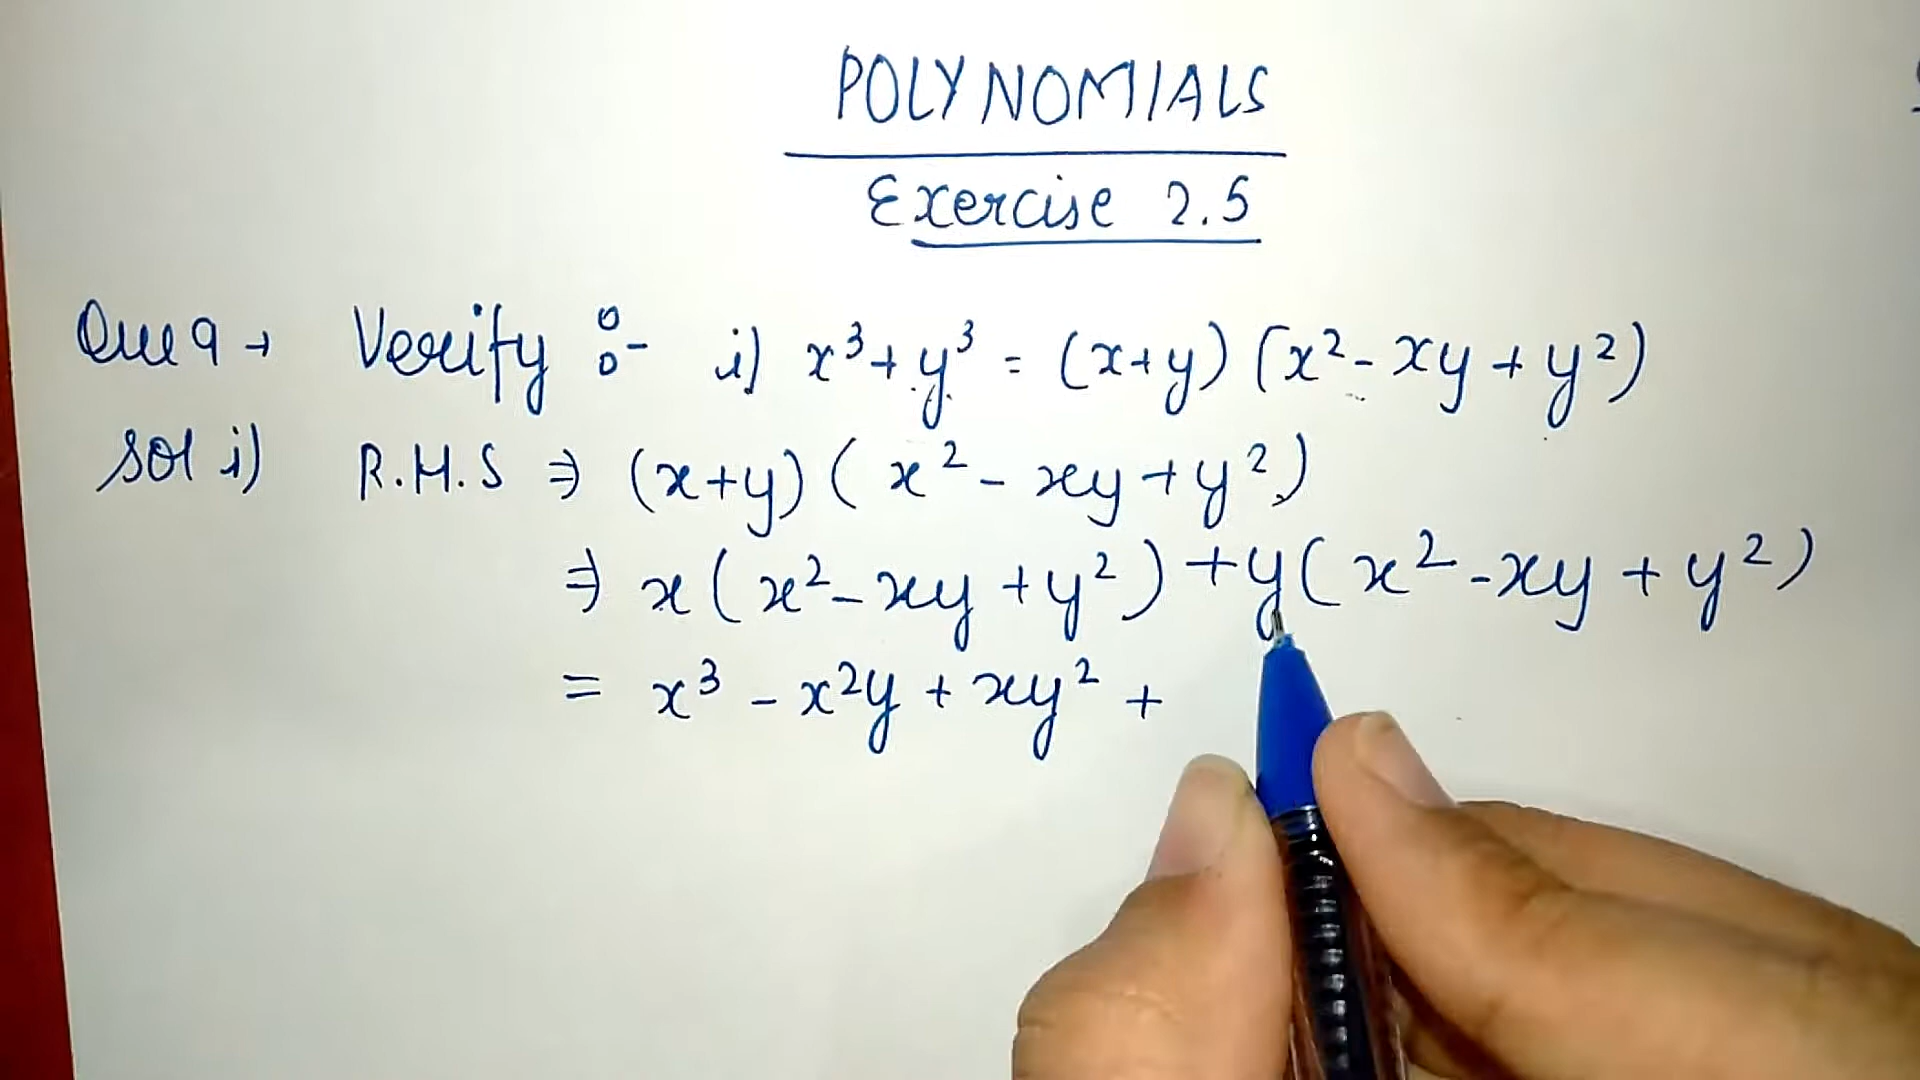 POLYNOMIALS
Exercise 2.5
Que 9 → Verify :- i) x³ + y³ = (x+y) (x² - xy + y²)
Sol i) R.H.S ⇒ (x+y) (x² - xy + y²)
⇒ x(x² - xy + y²) + y(x² - xy + y²)
= x³ - x²y + xy² +